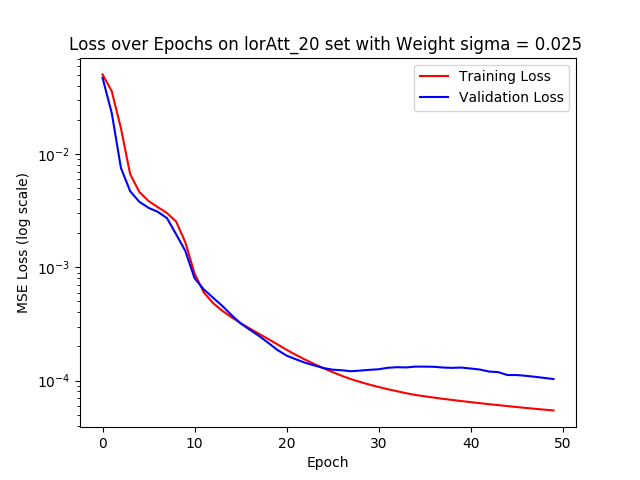 Loss over Epochs on lorAtt_20 set with Weight sigma = 0.025
Training Loss
Validation Loss
MSE Loss (log scale)
10⁻²
10⁻³
10⁻⁴
0 10 20 30 40 50
Epoch